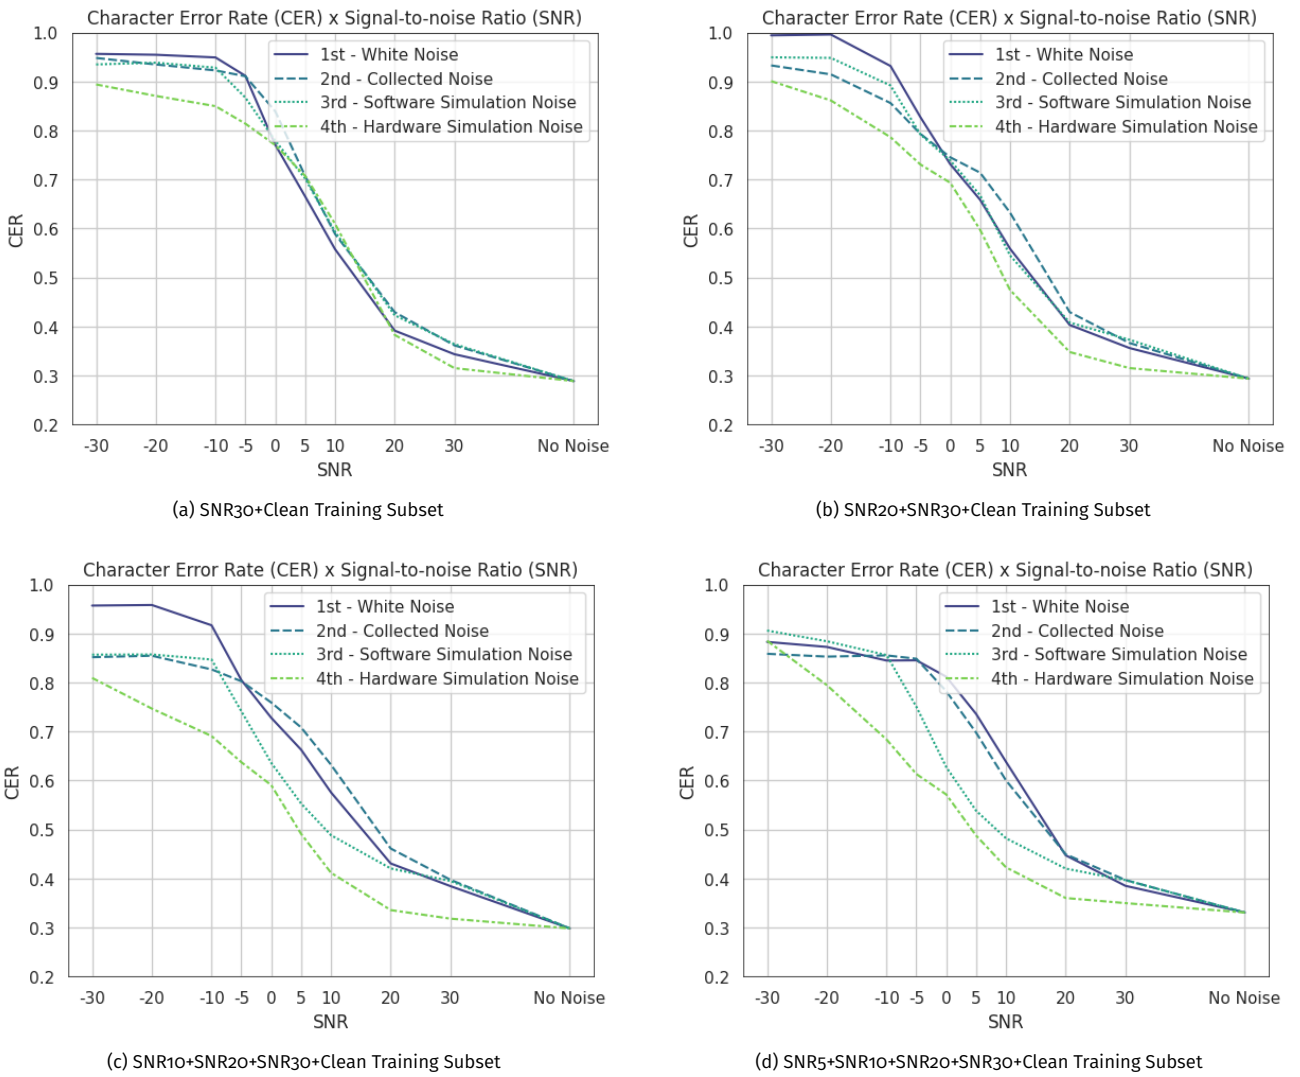 Character Error Rate (CER) x Signal-to-noise Ratio (SNR)
1.0
0.9
0.8
0.7
0.6
0.5
0.4
0.3
0.2
CER
1st - White Noise
2nd - Collected Noise
3rd - Software Simulation Noise
4th - Hardware Simulation Noise
-30 -20 -10 -5 0 5 10 20 30 No Noise
SNR
(a) SNR30+Clean Training Subset
Character Error Rate (CER) x Signal-to-noise Ratio (SNR)
1.0
0.9
0.8
0.7
0.6
0.5
0.4
0.3
0.2
CER
1st - White Noise
2nd - Collected Noise
3rd - Software Simulation Noise
4th - Hardware Simulation Noise
-30 -20 -10 -5 0 5 10 20 30 No Noise
SNR
(b) SNR20+SNR30+Clean Training Subset
Character Error Rate (CER) x Signal-to-noise Ratio (SNR)
1.0
0.9
0.8
0.7
0.6
0.5
0.4
0.3
0.2
CER
1st - White Noise
2nd - Collected Noise
3rd - Software Simulation Noise
4th - Hardware Simulation Noise
-30 -20 -10 -5 0 5 10 20 30 No Noise
SNR
(c) SNR10+SNR20+SNR30+Clean Training Subset
Character Error Rate (CER) x Signal-to-noise Ratio (SNR)
1.0
0.9
0.8
0.7
0.6
0.5
0.4
0.3
0.2
CER
1st - White Noise
2nd - Collected Noise
3rd - Software Simulation Noise
4th - Hardware Simulation Noise
-30 -20 -10 -5 0 5 10 20 30 No Noise
SNR
(d) SNR5+SNR10+SNR20+SNR30+Clean Training Subset